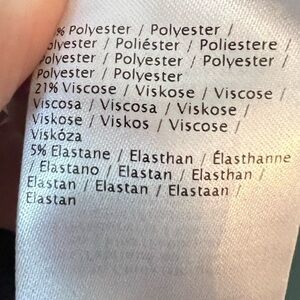 % Polyester / Polyester /
olyester / Poliéster / Poliestere /
Polyester / Polyester / Polyester /
Polyester / Polyester
21% Viscose / Viskose / Viscose /
Viscosa / Viscosa / Viskose /
Viskose / Viskos / Viscose /
Viskóza
5% Elastane / Elasthan / Élasthanne
/ Elastano / Elastan / Elasthan /
Elastan / Elastan / Elastaan /
Elastan